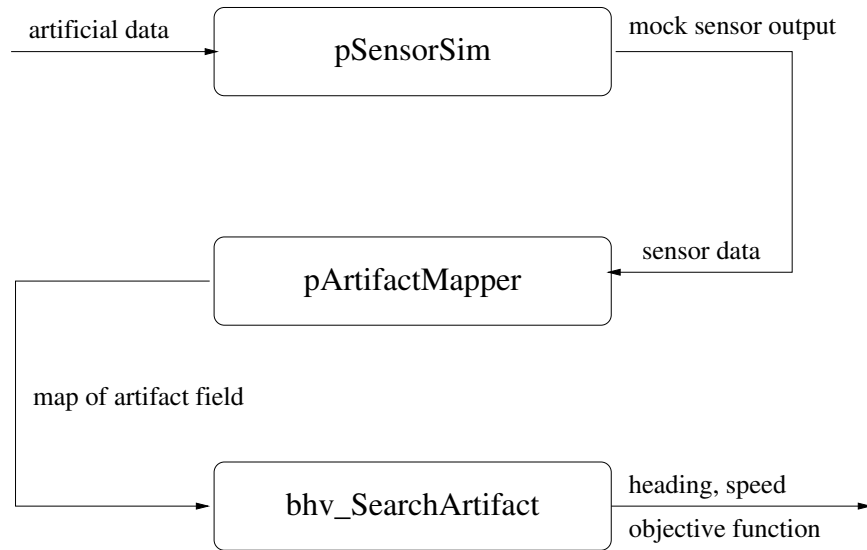 artificial data
pSensorSim
mock sensor output
sensor data
pArtifactMapper
map of artifact field
bhv_SearchArtifact
heading, speed
objective function